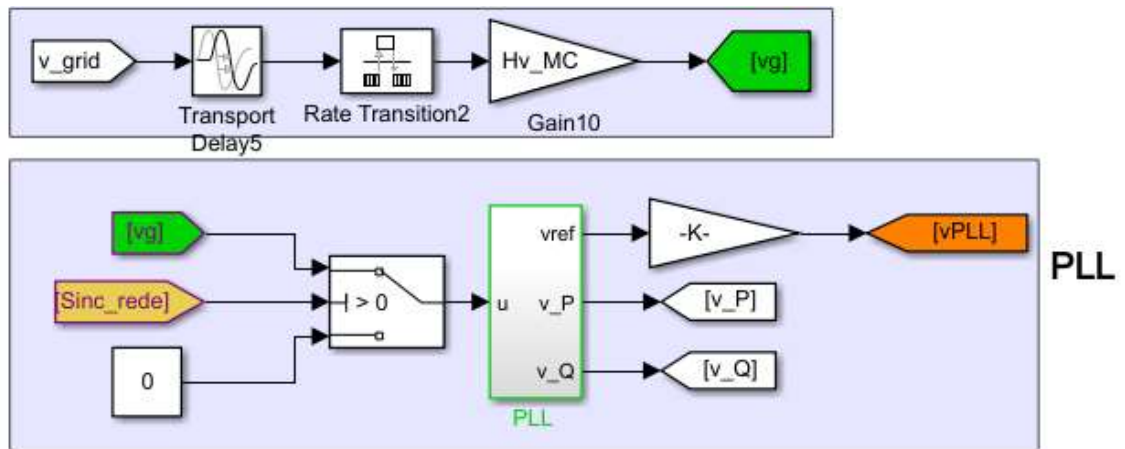 v_grid
Transport
Delay5
Rate Transition2
Hv_MC
Gain10
[vg]
[vg]
[Sinc_rede]
0
> 0
u
vref
v_P
v_Q
PLL
-K-
[vPLL]
[v_P]
[v_Q]
PLL